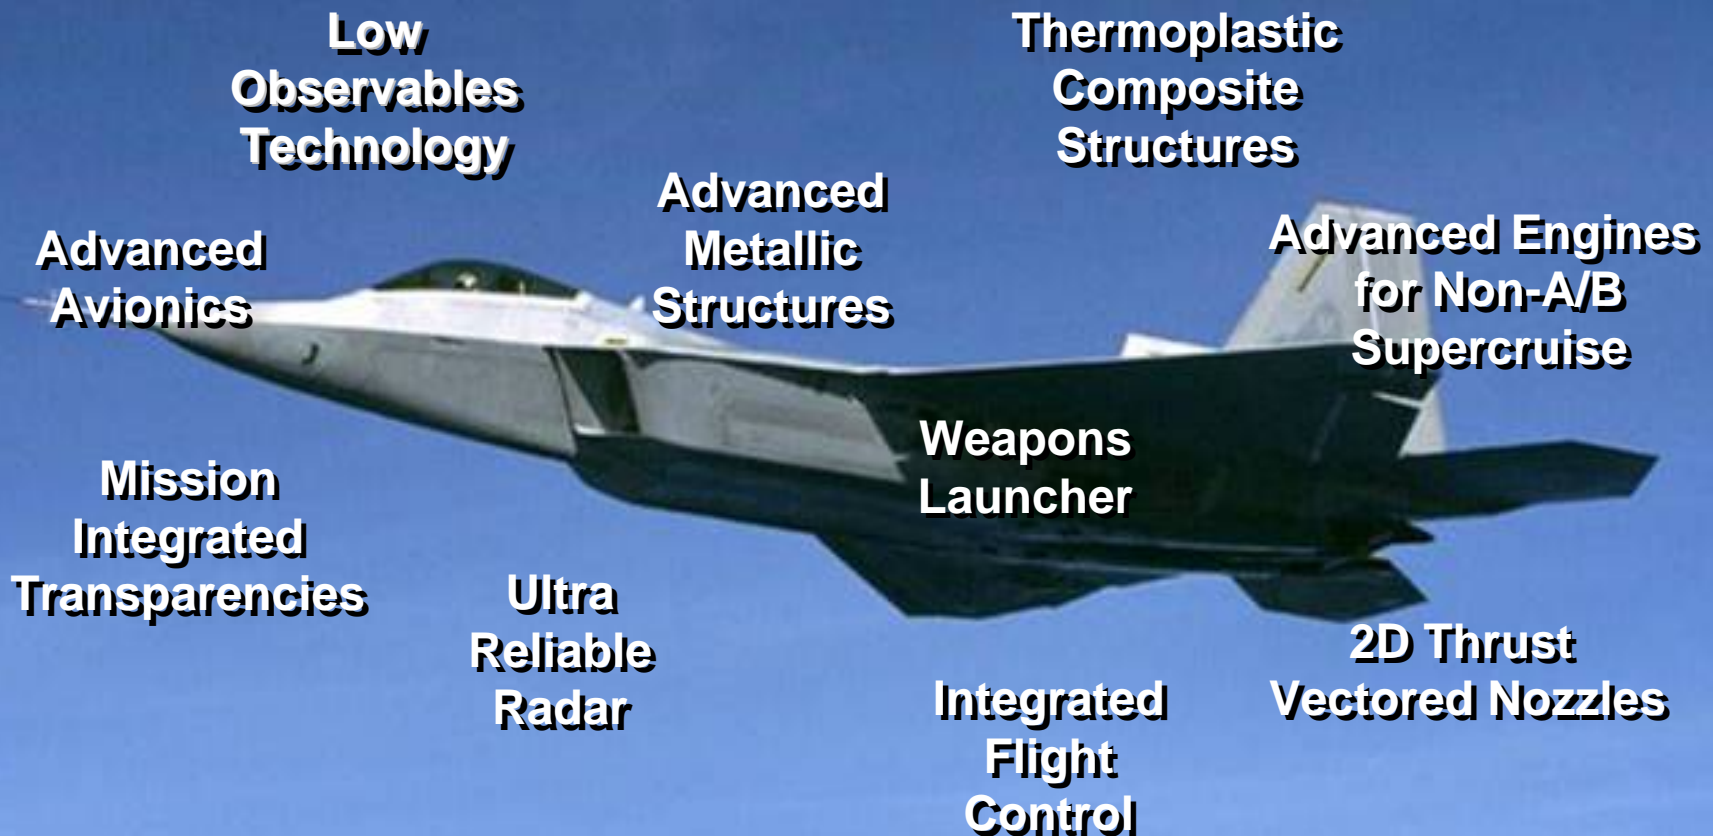 Low
Observables
Technology
Thermoplastic
Composite
Structures
Advanced
Metallic
Structures
Advanced
Avionics
Advanced Engines
for Non-A/B
Supercruise
Weapons
Launcher
Mission
Integrated
Transparencies
Ultra
Reliable
Radar
2D Thrust
Vectored Nozzles
Integrated
Flight
Control